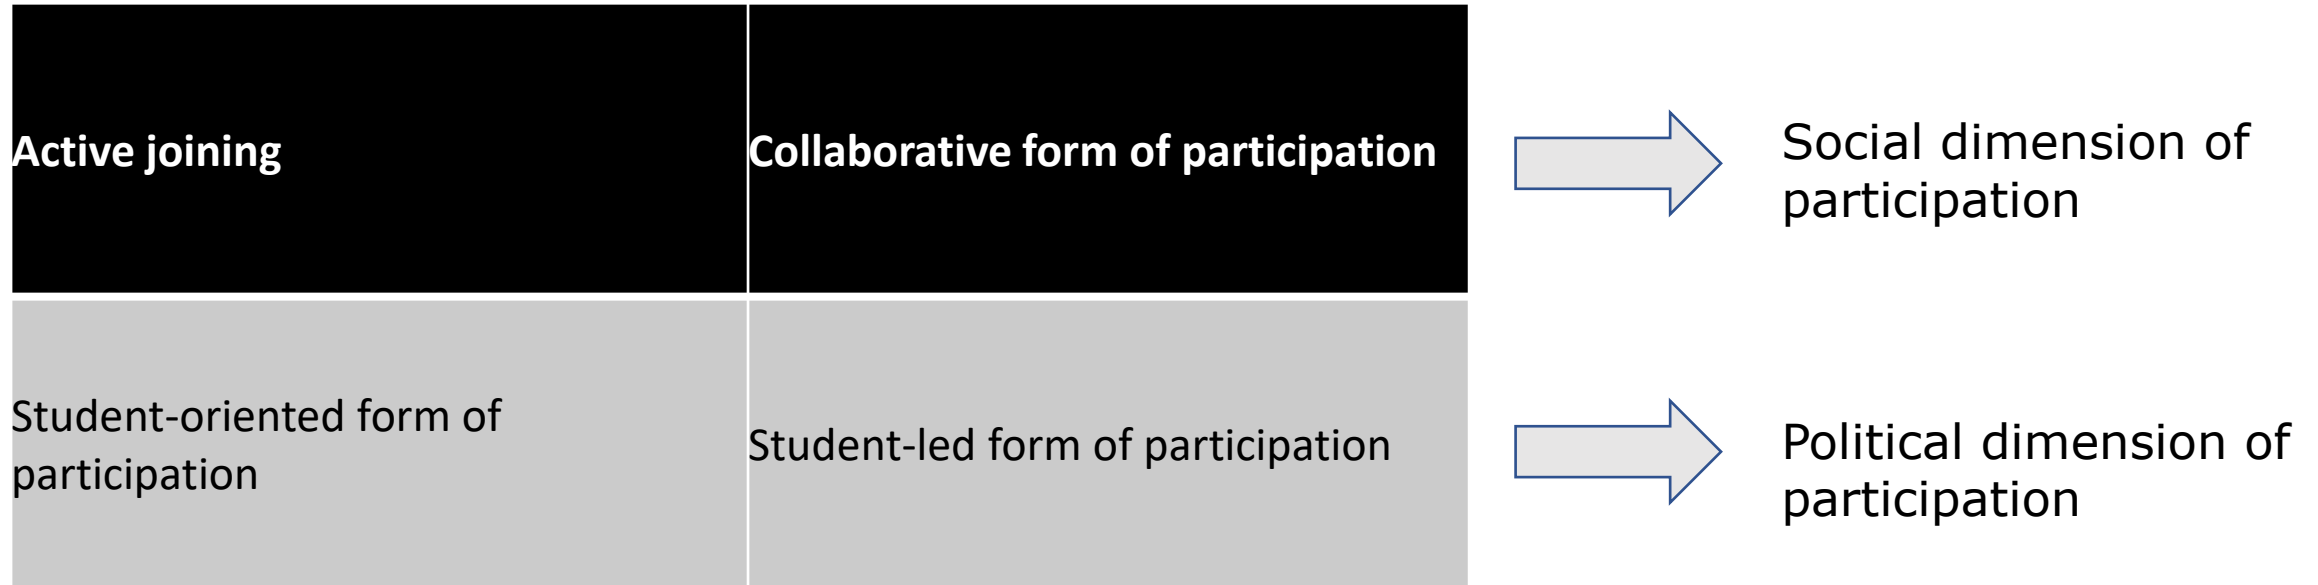 Active joining
Collaborative form of participation
Social dimension of
participation
Student-oriented form of
participation
Student-led form of participation
Political dimension of
participation